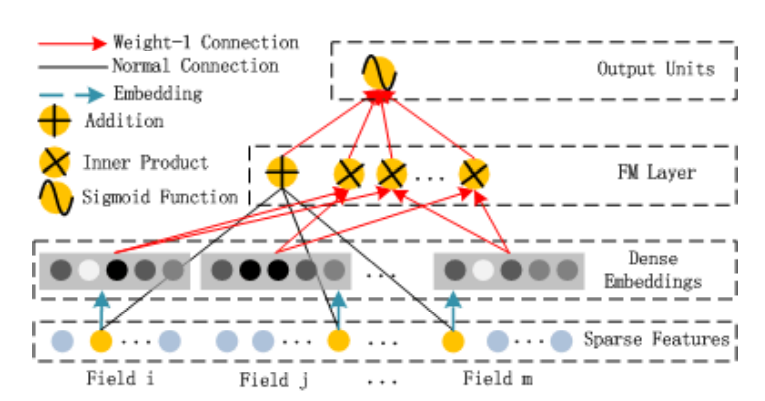 Weight-1 Connection
Normal Connection
Embedding
Addition
Inner Product
Sigmoid Function
Output Units
...
FM Layer
...
Dense
Embeddings
...
...
...
...
Sparse Features
Field i
Field j
...
Field m